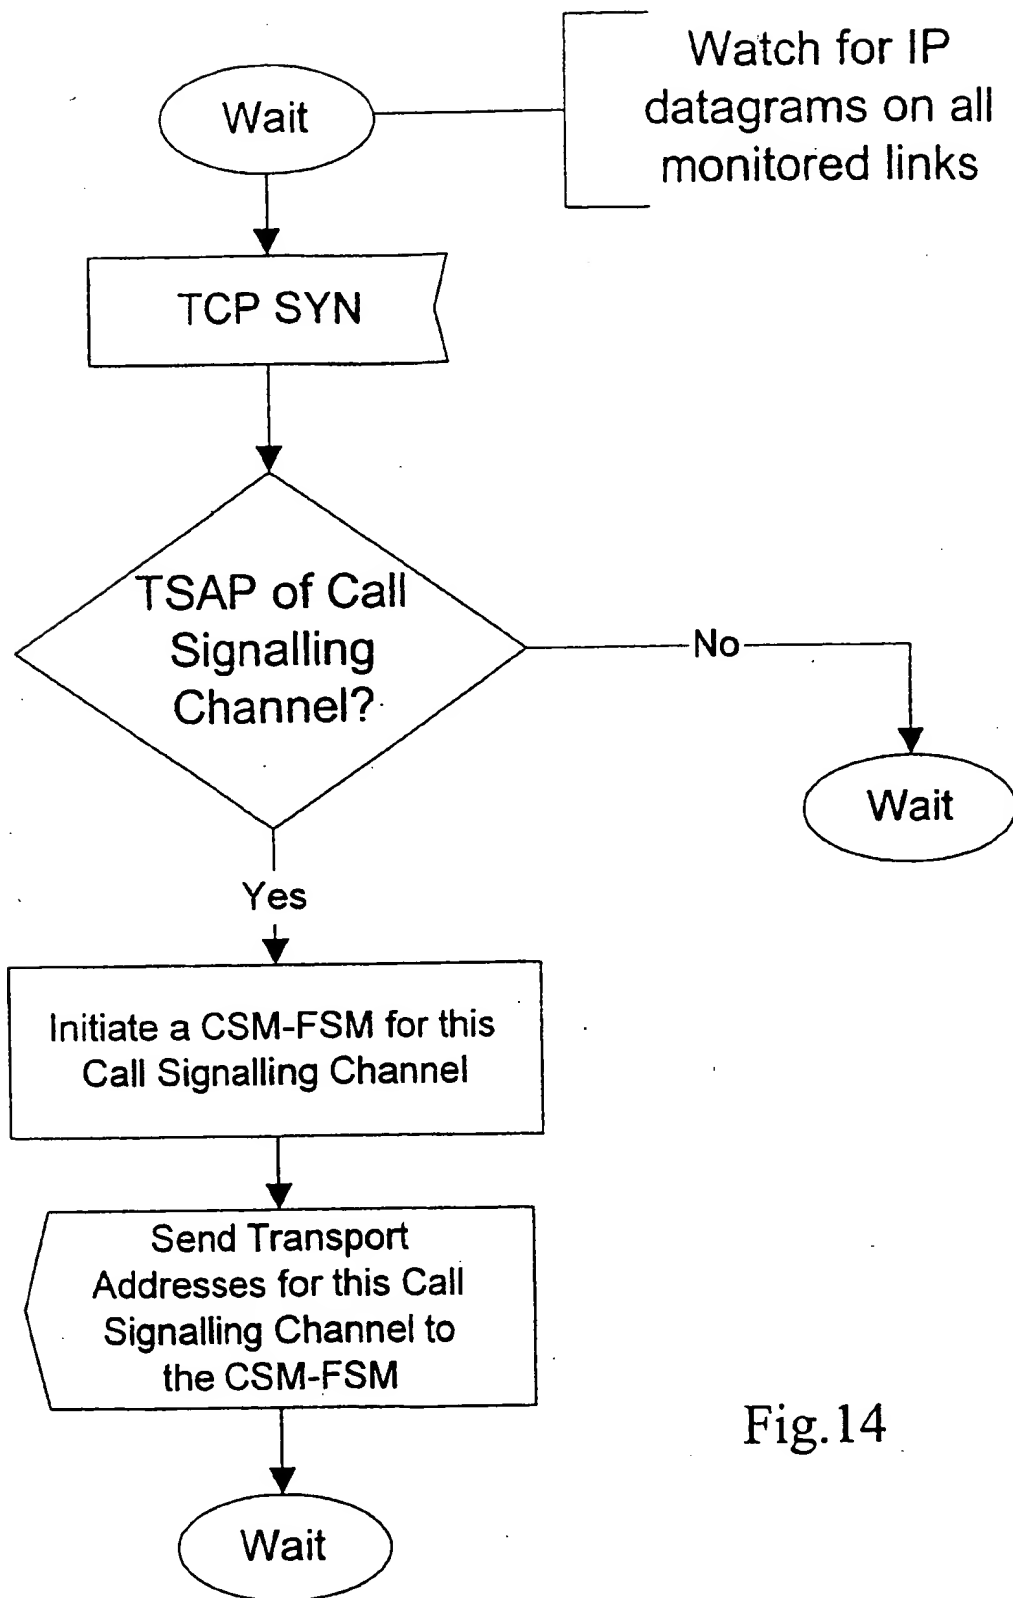 Wait
Watch for IP
datagrams on all
monitored links
TCP SYN
TSAP of Call
Signalling
Channel?
No
Wait
Yes
Initiate a CSM-FSM for this
Call Signalling Channel
Send Transport
Addresses for this Call
Signalling Channel to
the CSM-FSM
Wait
Fig.14